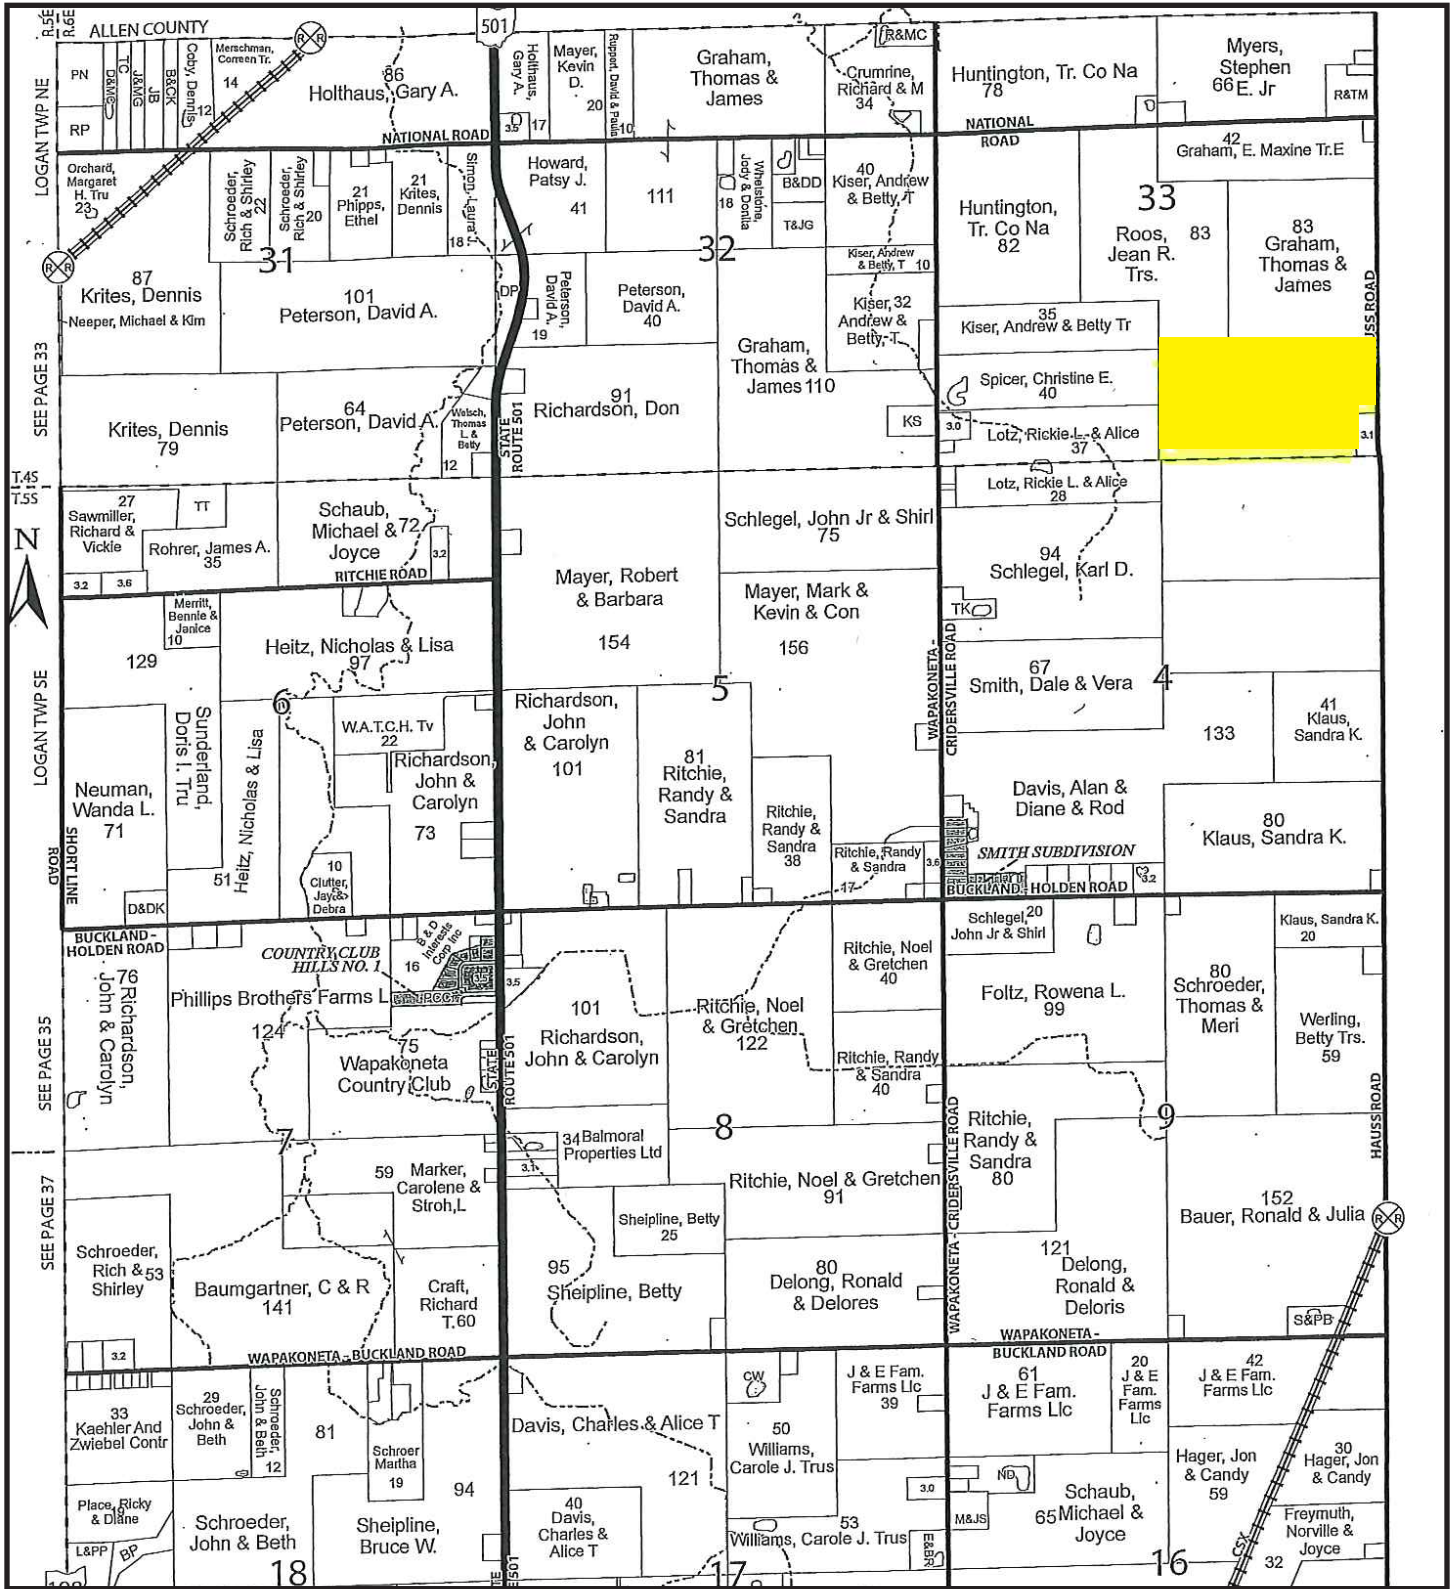 R.5E
R.6E
ALLEN COUNTY
501
LOGAN TWP NE
PN
D&MG
TC
J&MG
JB
B&CK
Coby, Dennis
12
Merschman,
Correen Tr.
14
86
Holthaus, Gary A.
Holthaus,
Gary A.
3.5
17
Mayer,
Kevin
D.
20
Ruppert, David & Paula
10
Graham,
Thomas &
James
R&MC
Crumrine,
Richard & M
34
Huntington, Tr. Co Na
78
Myers,
Stephen
66 E. Jr
R&TM
RP
NATIONAL ROAD
NATIONAL
ROAD
Orchard,
Margaret
H. Tru
23
Schroeder,
Rich & Shirley
22
Schroeder,
Rich & Shirley
20
21
Phipps,
Ethel
21
Krites,
Dennis
Simon, Laura J.
18
Howard,
Patsy J.
41
111
18
Whetstone,
Jody & Donita
B&DD
T&JG
40
Kiser, Andrew
& Betty, T
Huntington,
Tr. Co Na
82
33
Roos, 83
Jean R.
Trs.
42
Graham, E. Maxine Tr.E
83
Graham,
Thomas &
James
31
32
Kiser, Andrew
& Betty, T 10
87
Krites, Dennis
Neeper, Michael & Kim
101
Peterson, David A.
DP
Peterson,
David A.
19
Peterson,
David A.
40
Kiser, 32
Andrew &
Betty, T
35
Kiser, Andrew & Betty Tr
USS ROAD
SEE PAGE 33
Graham,
Thomas &
James 110
Krites, Dennis
79
64
Peterson, David A.
Welsch,
Thomas
L. &
Betty
12
STATE
ROUTE 501
91
Richardson, Don
KS
Spicer, Christine E.
40
3.0
Lotz, Rickie L. & Alice
37
3.1
T.4S
T.5S
N
27
Sawmiller,
Richard &
Vickie
TT
Rohrer, James A.
35
3.2
3.6
Schaub,
Michael & 72
Joyce
3.2
RITCHIE ROAD
Schlegel, John Jr & Shirl
75
Lotz, Rickie L. & Alice
28
94
Schlegel, Karl D.
TK
Mayer, Robert
& Barbara
154
Mayer, Mark &
Kevin & Con
156
Merritt,
Bennie &
Janice
10
129
Heitz, Nicholas & Lisa
97
WAPAKONETA -
CRIDERSVILLE ROAD
67
Smith, Dale & Vera
4
LOGAN TWP SE
6
5
Sunderland,
Doris I. Tru
Heitz, Nicholas & Lisa
W.A.T.C.H. Tv
22
Richardson,
John &
Carolyn
73
Richardson,
John
& Carolyn
101
81
Ritchie,
Randy &
Sandra
133
41
Klaus,
Sandra K.
Neuman,
Wanda L.
71
SHORT LINE
ROAD
51
10
Clutter,
Jay &
Debra
D&DK
Ritchie,
Randy &
Sandra
38
Ritchie, Randy
& Sandra
17
3.6
Davis, Alan &
Diane & Rod
SMITH SUBDIVISION
3.2
80
Klaus, Sandra K.
BUCKLAND - HOLDEN ROAD
BUCKLAND -
HOLDEN ROAD
COUNTRY CLUB
HILLS NO. 1
B & D
Interests
Corp Inc
16
3.5
3.5
PCC
76
Richardson,
John & Carolyn
Phillips Brothers Farms L
124
75
Wapakoneta
Country Club
STATE
ROUTE 501
101
Richardson,
John & Carolyn
Ritchie, Noel
& Gretchen
122
Ritchie, Noel
& Gretchen
40
Ritchie, Randy
& Sandra
40
Schlegel, 20
John Jr & Shirl
Foltz, Rowena L.
99
80
Schroeder,
Thomas &
Meri
Klaus, Sandra K.
20
Werling,
Betty Trs.
59
SEE PAGE 35
7
8
9
HAUSS ROAD
59
Marker,
Carolene &
Stroh, L
34 Balmoral
Properties Ltd
3.1
Ritchie, Noel & Gretchen
91
WAPAKONETA - CRIDERSVILLE ROAD
Ritchie,
Randy &
Sandra
80
152
Bauer, Ronald & Julia
SEE PAGE 37
Schroeder,
Rich & 53
Shirley
Baumgartner, C & R
141
Craft,
Richard
T. 60
Sheipline, Betty
25
95
Sheipline, Betty
80
Delong, Ronald
& Delores
121
Delong,
Ronald &
Deloris
S&PB
3.2
WAPAKONETA - BUCKLAND ROAD
WAPAKONETA -
BUCKLAND ROAD
33
Kaehler And
Zwiebel Contr
29
Schroeder,
John &
Beth
Schroeder,
John & Beth
12
81
Schroer
Martha
19
94
Davis, Charles & Alice T
121
CW
50
Williams,
Carole J. Trus
J & E Fam.
Farms Llc
39
61
J & E Fam.
Farms Llc
20
J & E
Fam.
Farms
Llc
42
J & E Fam.
Farms Llc
3.0
ND
M&JS
Schaub,
65 Michael &
Joyce
Hager, Jon
& Candy
59
30
Hager, Jon
& Candy
Place, Ricky
19
& Diane
L&PP
BP
Schroeder,
John & Beth
18
Sheipline,
Bruce W.
40
Davis,
Charles &
Alice T
53
Williams, Carole J. Trus
E&BR
17
16
CSX
Freymuth,
Norville &
Joyce
32